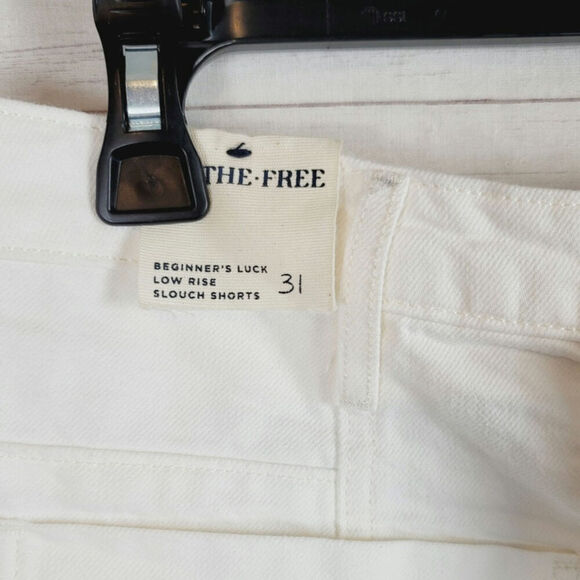 THE·FREE
BEGINNER'S LUCK
LOW RISE
SLOUCH SHORTS
31